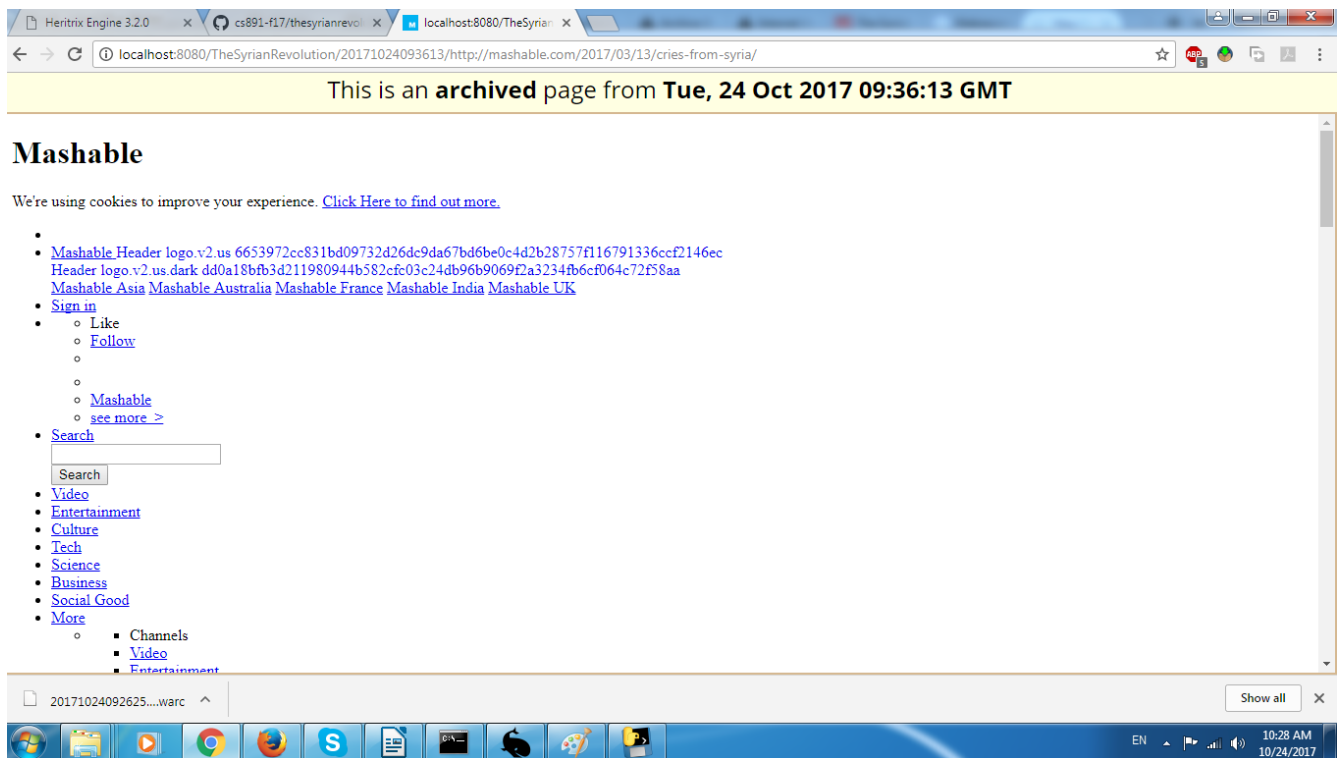 Heritrix Engine 3.2.0
cs891-f17/thesyrianrevol
localhost:8080/TheSyrian
localhost:8080/TheSyrianRevolution/20171024093613/http://mashable.com/2017/03/13/cries-from-syria/
ABP
5
This is an archived page from Tue, 24 Oct 2017 09:36:13 GMT
Mashable
We're using cookies to improve your experience. Click Here to find out more.
Mashable Header logo.v2.us 6653972cc831bd09732d26dc9da67bd6be0c4d2b28757f116791336ccf2146ec
Header logo.v2.us.dark dd0a18bfb3d211980944b582cfc03c24db96b9069f2a3234fb6cf064c72f58aa
Mashable Asia Mashable Australia Mashable France Mashable India Mashable UK
Sign in
Like
Follow
Mashable
see more >
Search
Search
Video
Entertainment
Culture
Tech
Science
Business
Social Good
More
Channels
Video
Entertainment
20171024092625....warc
Show all
EN
10:28 AM
10/24/2017